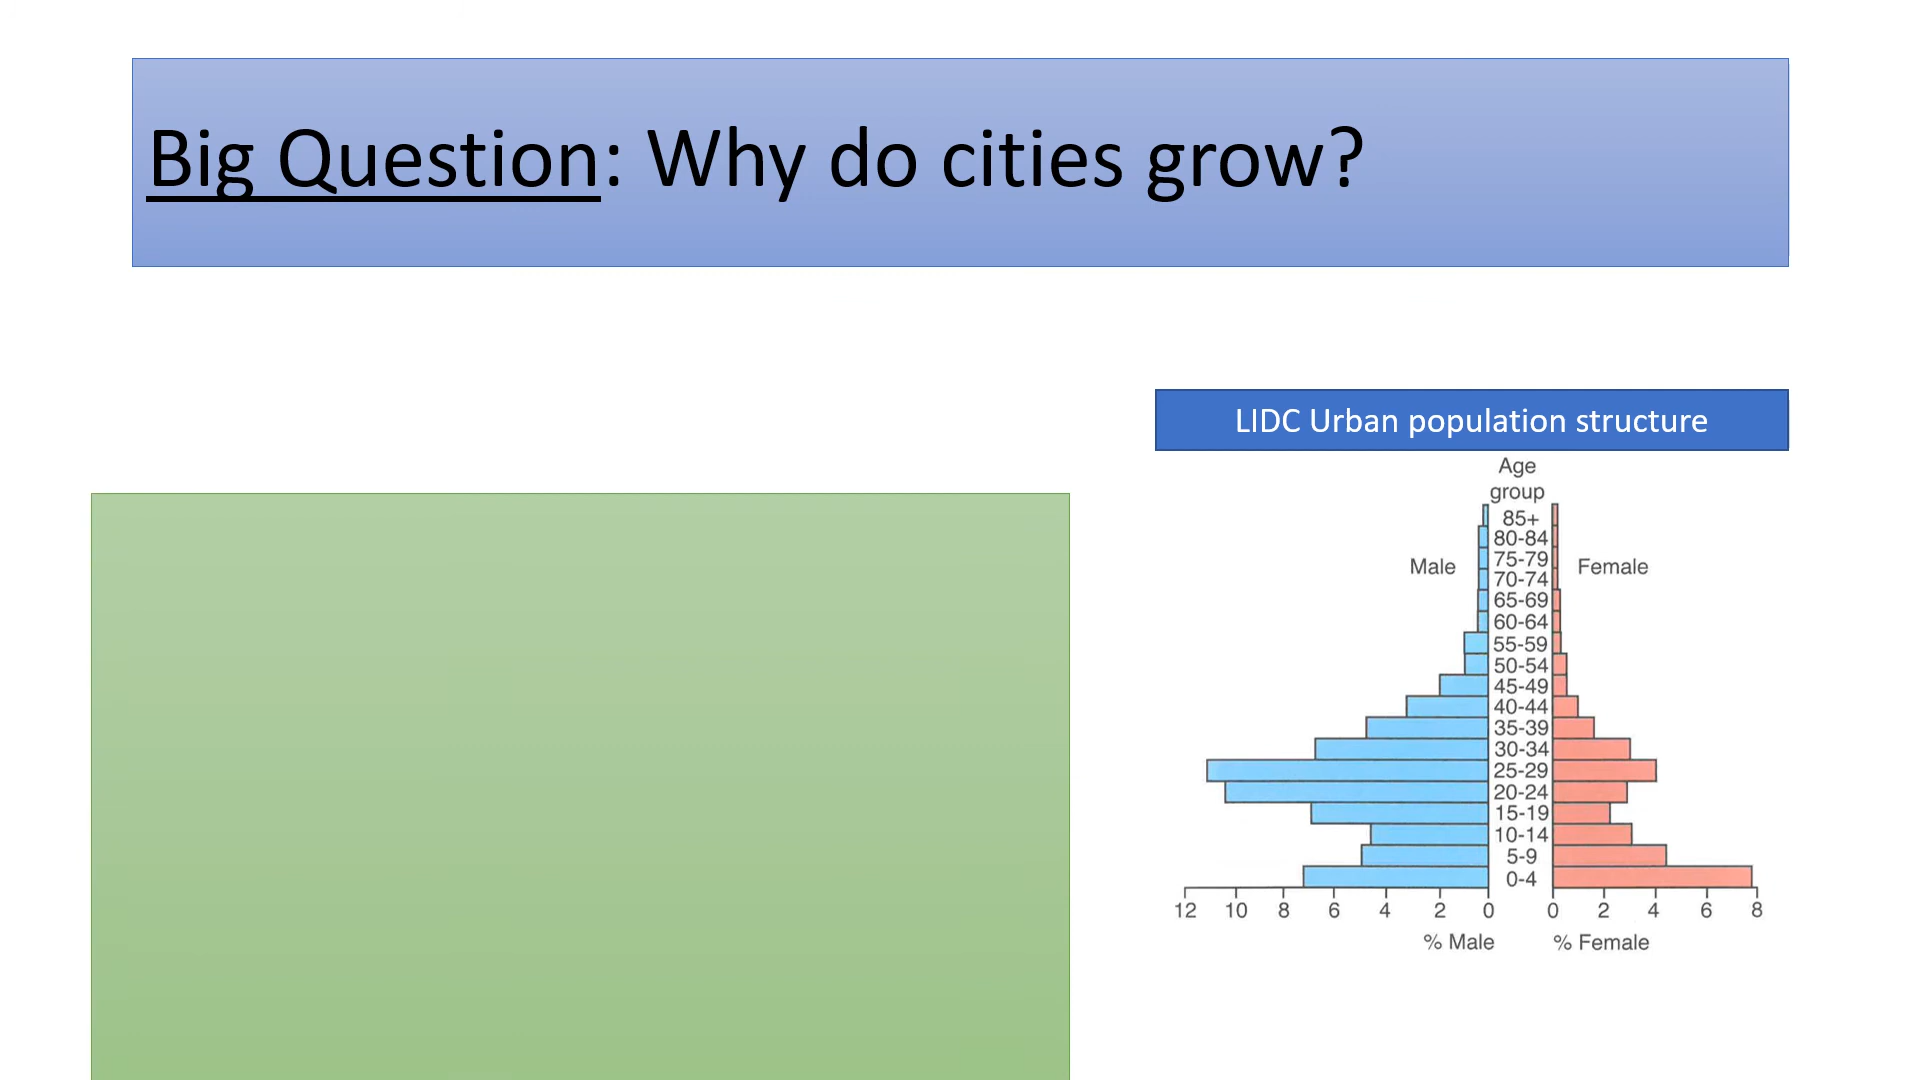 Big Question: Why do cities grow?
LIDC Urban population structure
Age
group
85+
80-84
75-79
Male
Female
70-74
65-69
60-64
55-59
50-54
45-49
40-44
35-39
30-34
25-29
20-24
15-19
10-14
5-9
0-4
12 10 8 6 4 2 0 0 2 4 6 8
% Male % Female